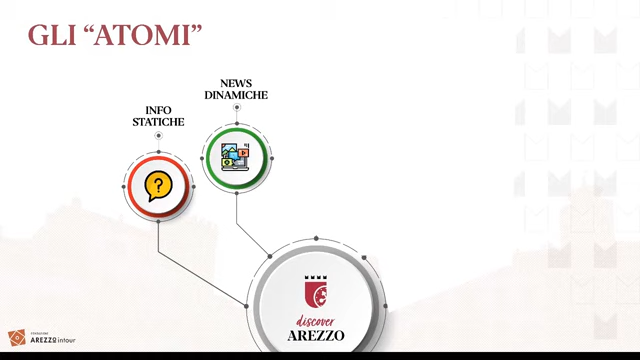 GLI “ATOMI”
NEWS
DINAMICHE
INFO
STATICHE
?
discover
AREZZO
FONDAZIONE
AREZZO intour